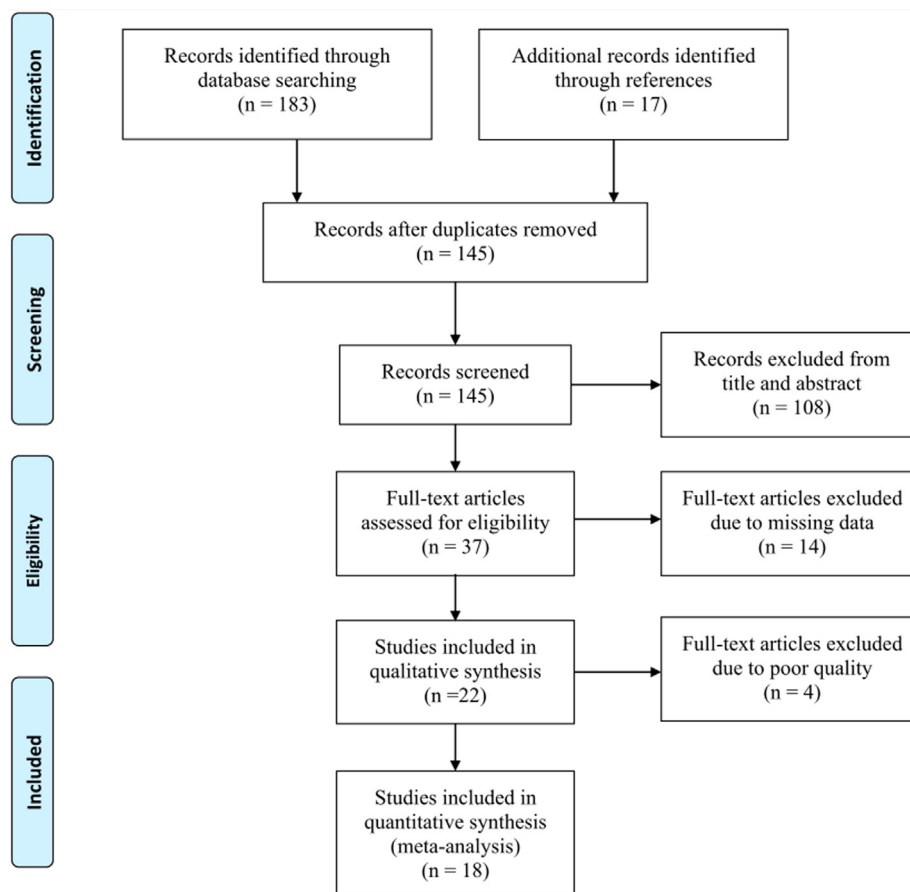 Identification
Records identified through
database searching
(n = 183)
Additional records identified
through references
(n = 17)
Records after duplicates removed
(n = 145)
Screening
Records screened
(n = 145)
Records excluded from
title and abstract
(n = 108)
Eligibility
Full-text articles
assessed for eligibility
(n = 37)
Full-text articles excluded
due to missing data
(n = 14)
Studies included in
qualitative synthesis
(n =22)
Full-text articles excluded
due to poor quality
(n = 4)
Included
Studies included in
quantitative synthesis
(meta-analysis)
(n = 18)